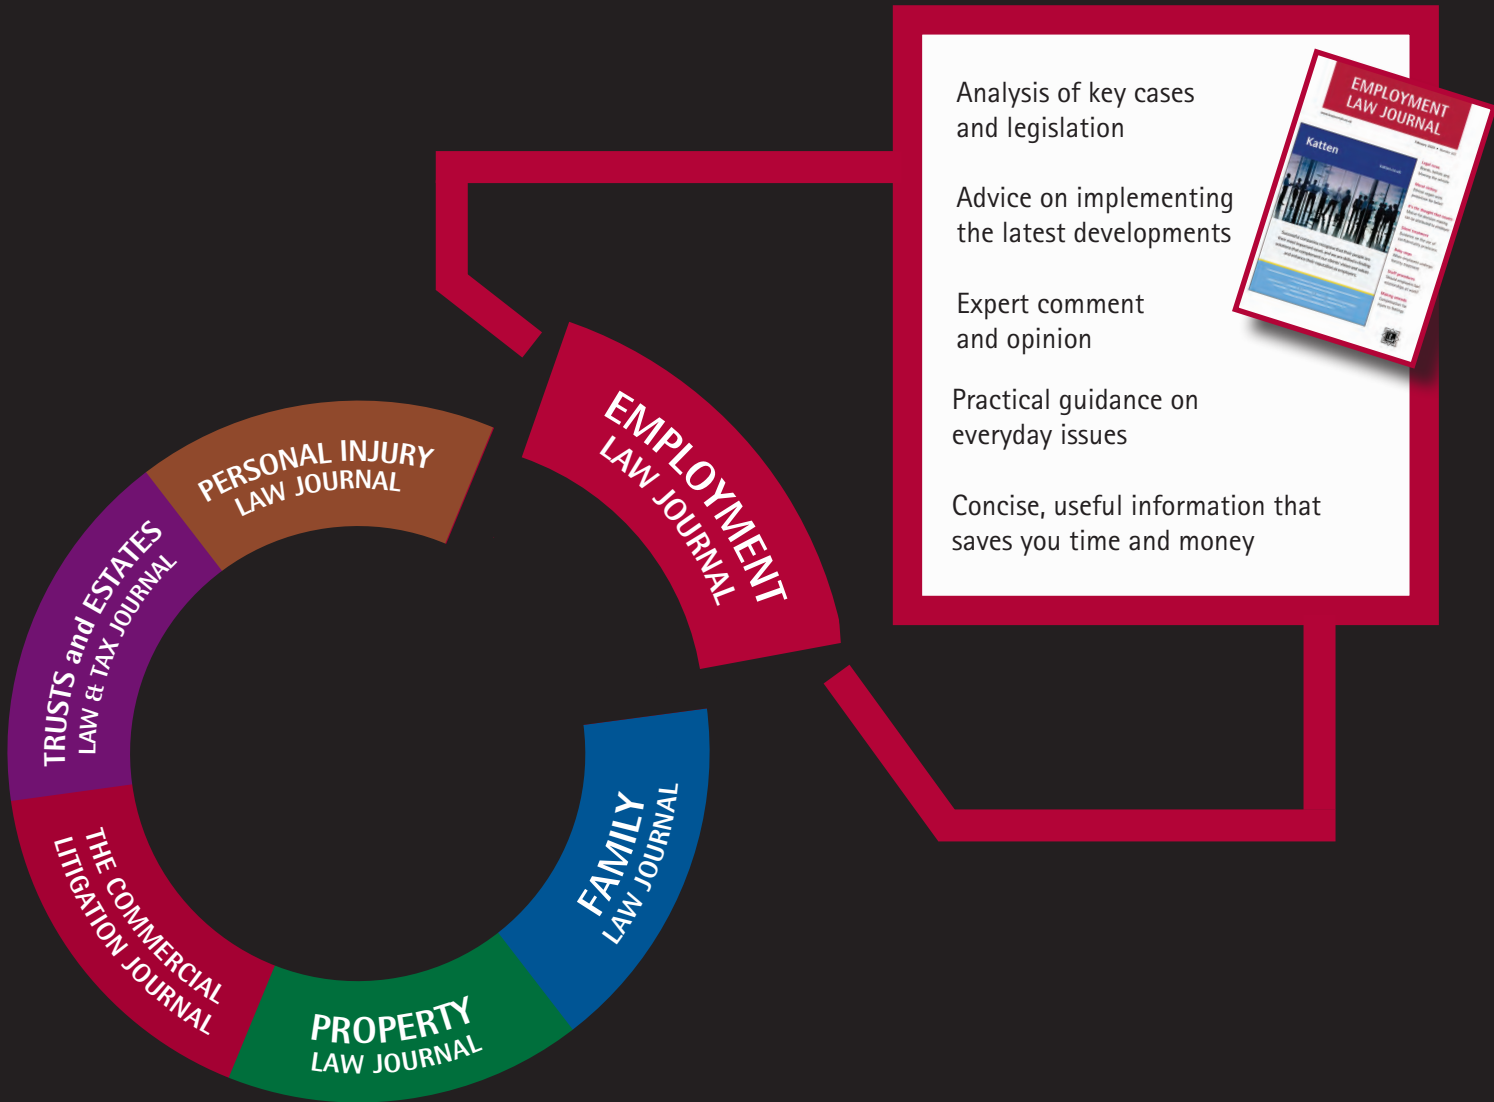 Analysis of key cases
and legislation
Advice on implementing
the latest developments
Expert comment
and opinion
Practical guidance on
everyday issues
Concise, useful information that
saves you time and money
EMPLOYMENT
LAW JOURNAL
Katten
EMPLOYMENT
LAW JOURNAL
PERSONAL INJURY
LAW JOURNAL
TRUSTS and ESTATES
LAW & TAX JOURNAL
THE COMMERCIAL
LITIGATION JOURNAL
PROPERTY
LAW JOURNAL
FAMILY
LAW JOURNAL